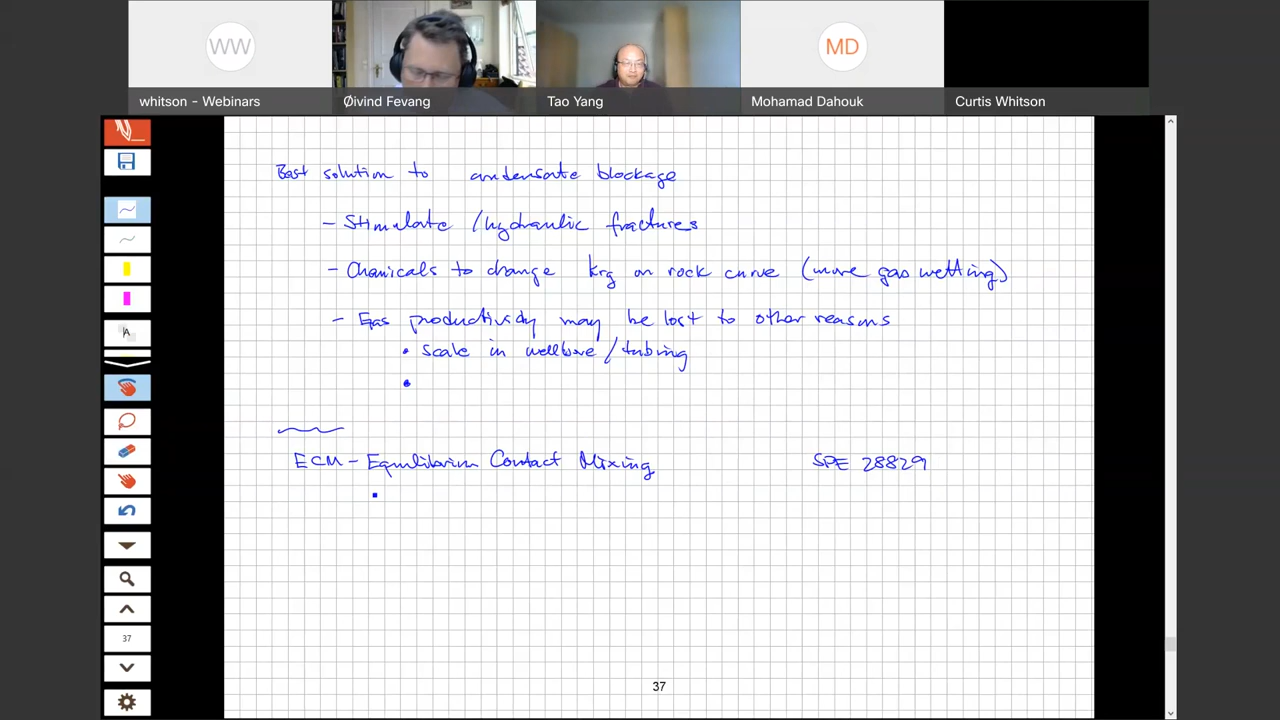 WW
MD
whitson - Webinars
Øivind Fevang
Tao Yang
Mohamad Dahouk
Curtis Whitson
Best solution to condensate blockage
- Stimulate / hydraulic fractures
- Chemicals to change krg on rock curve (more gas wetting)
- Gas productivity may be lost to other reasons
• scale in wellbore / tubing
•
ECM - Equilibrium Contact Mixing SPE 28829
A
37
37